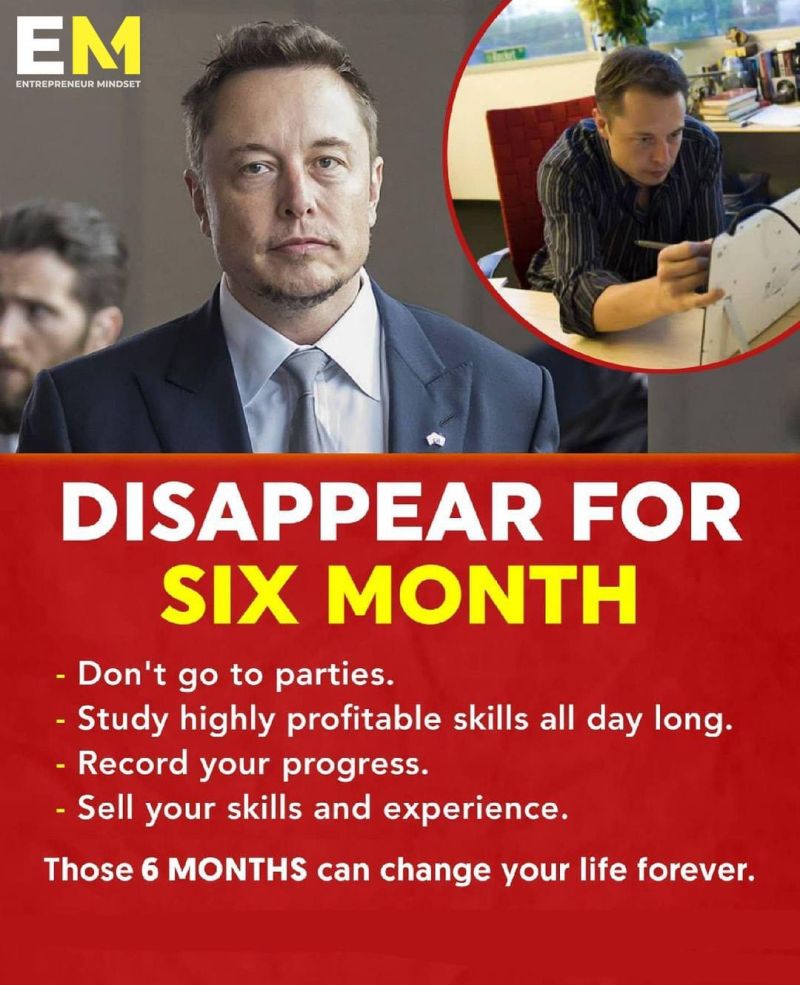 EM
ENTREPRENEUR MINDSET
DISAPPEAR FOR
SIX MONTH
- Don't go to parties.
- Study highly profitable skills all day long.
- Record your progress.
- Sell your skills and experience.
Those 6 MONTHS can change your life forever.